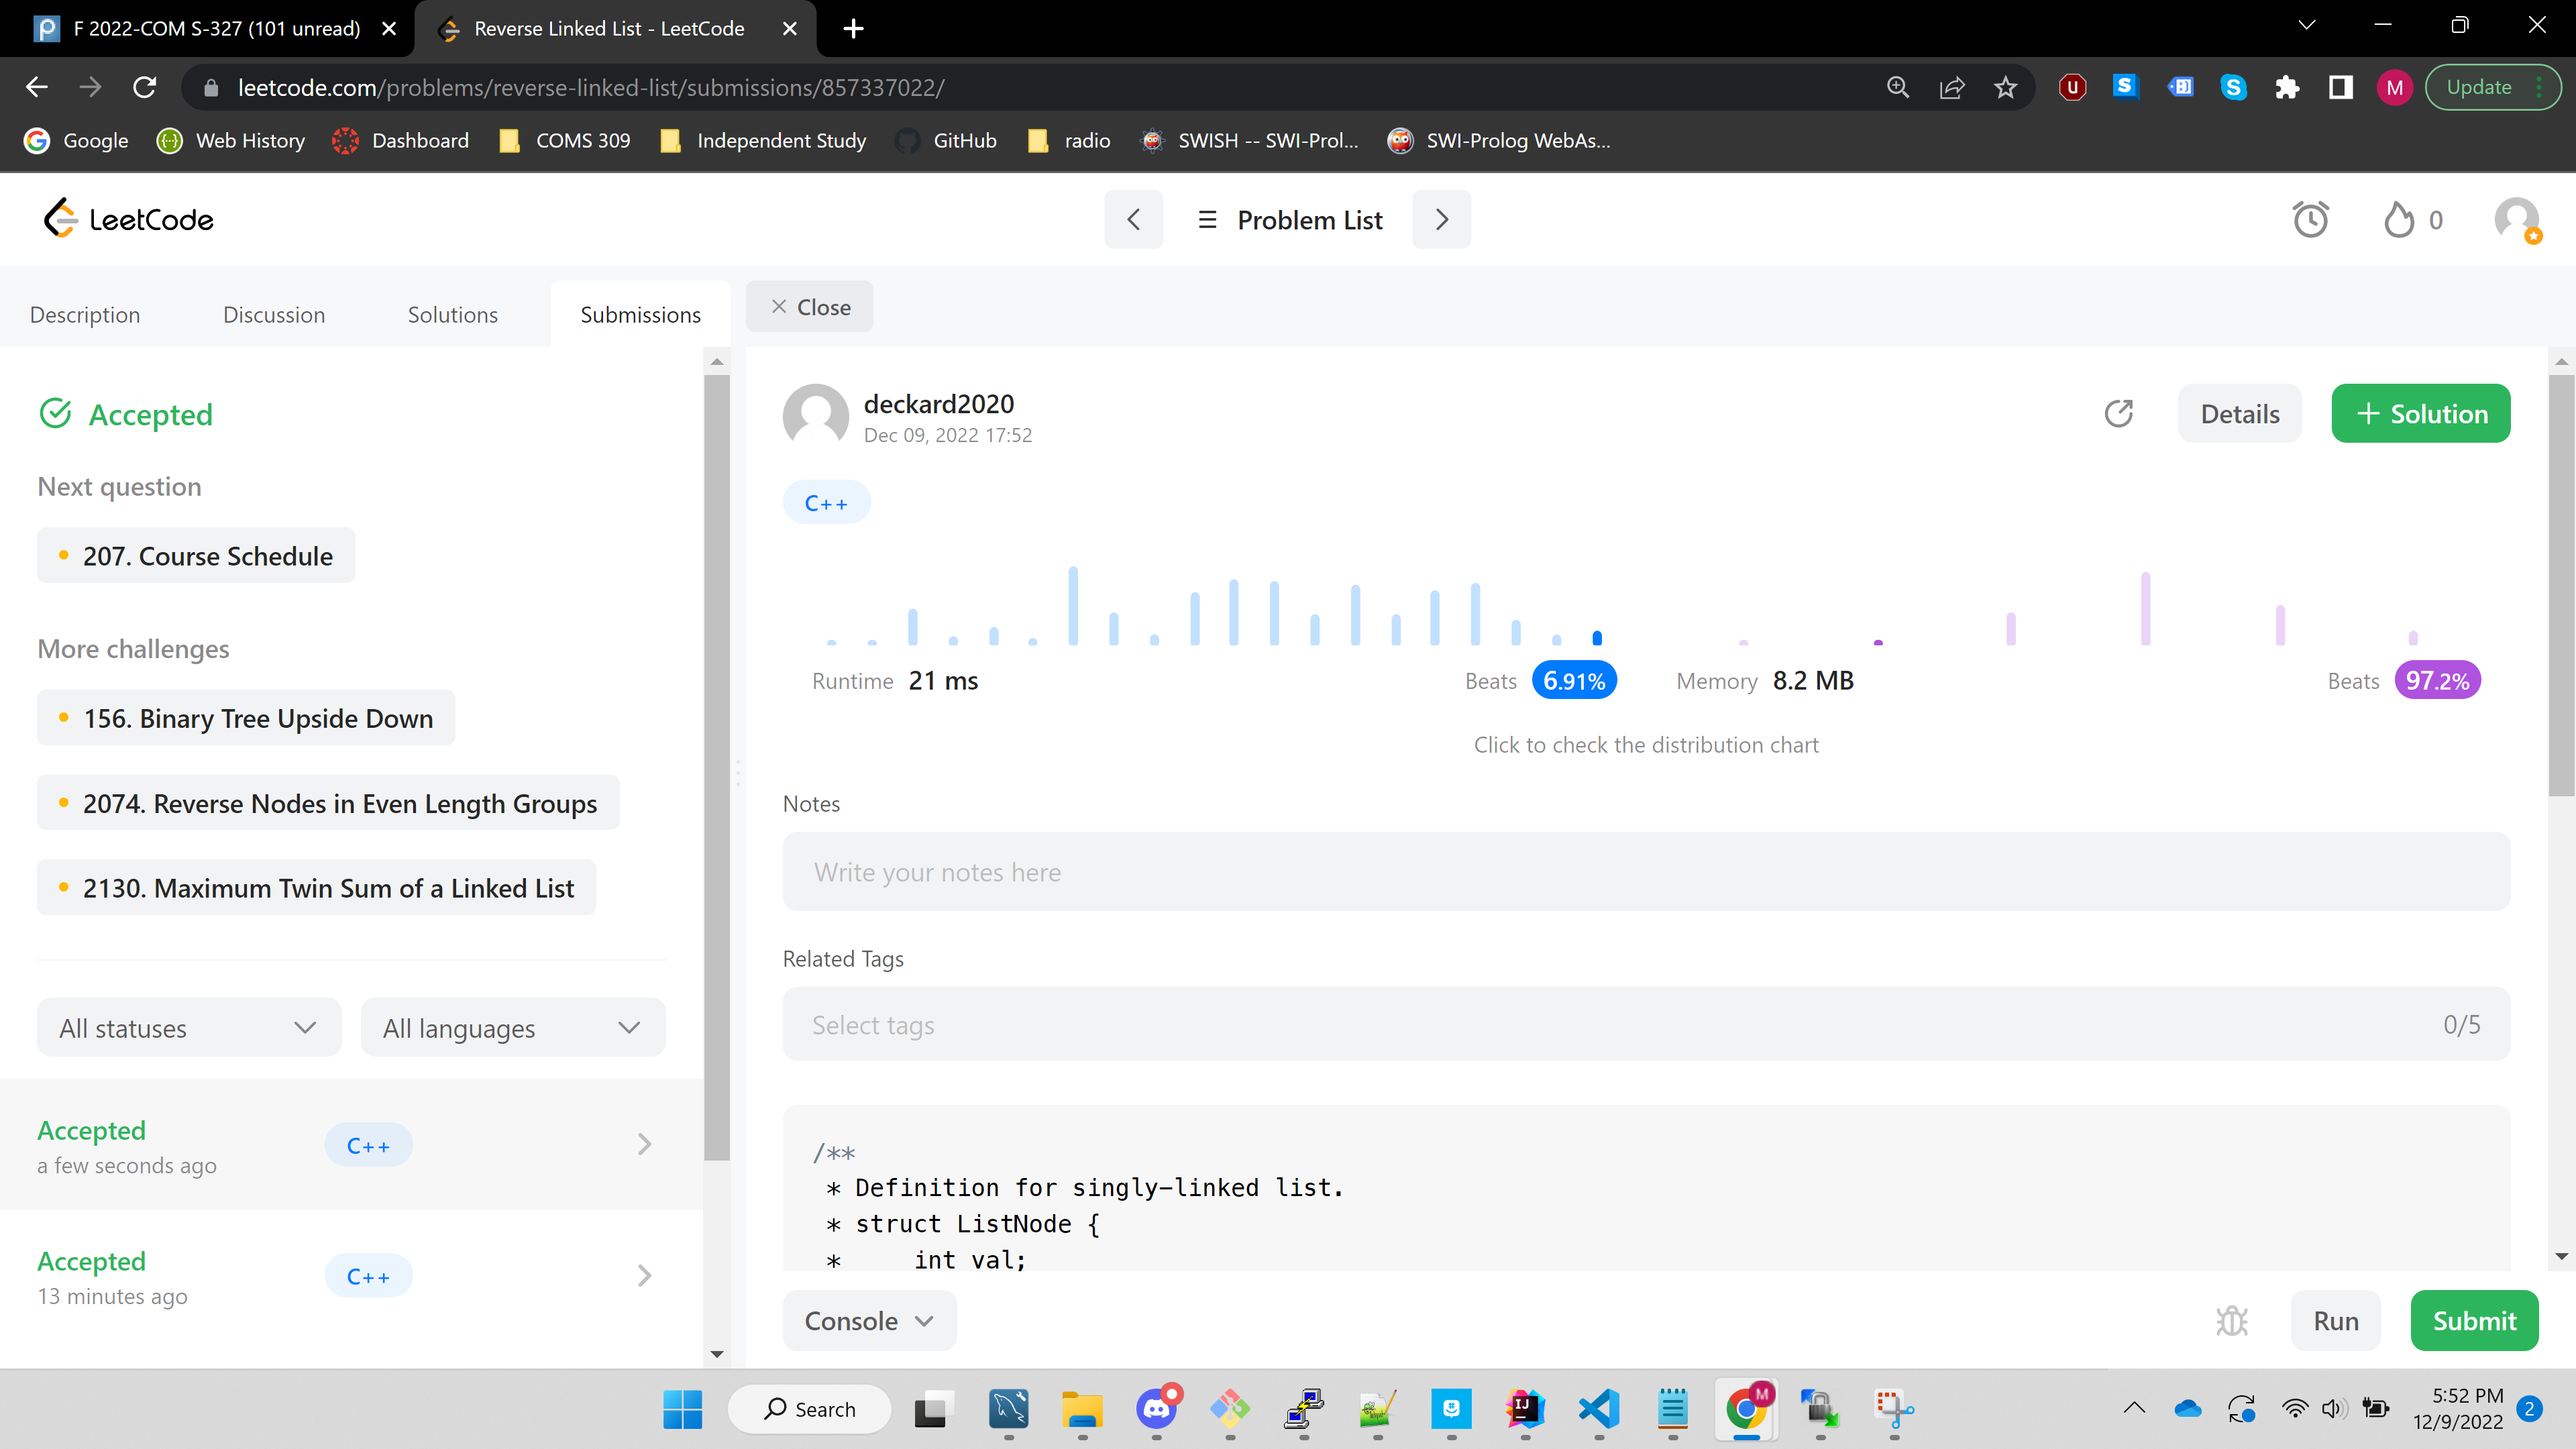 F 2022-COM S-327 (101 unread)
Reverse Linked List - LeetCode
leetcode.com/problems/reverse-linked-list/submissions/857337022/
M
Update
Google
Web History
Dashboard
COMS 309
Independent Study
GitHub
radio
SWISH -- SWI-Prol...
SWI-Prolog WebAs...
LeetCode
Problem List
0
Description
Discussion
Solutions
Submissions
Close
Accepted
Next question
207. Course Schedule
More challenges
156. Binary Tree Upside Down
2074. Reverse Nodes in Even Length Groups
2130. Maximum Twin Sum of a Linked List
All statuses
All languages
Accepted
a few seconds ago
C++
Accepted
13 minutes ago
C++
deckard2020
Dec 09, 2022 17:52
Details
+ Solution
C++
Runtime 21 ms
Beats 6.91%
Memory 8.2 MB
Beats 97.2%
Click to check the distribution chart
Notes
Write your notes here
Related Tags
Select tags
0/5
/**
* Definition for singly-linked list.
* struct ListNode {
*     int val;
Console
Run
Submit
Search
IJ
M
5:52 PM
12/9/2022
2